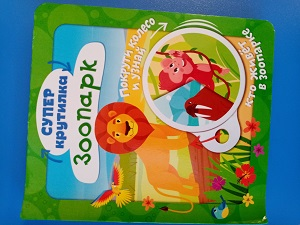 СУПЕР
КРУТИЛКА
ЗООПАРК
Покрути колесо
и узнай,
кто живёт
в зоопарке